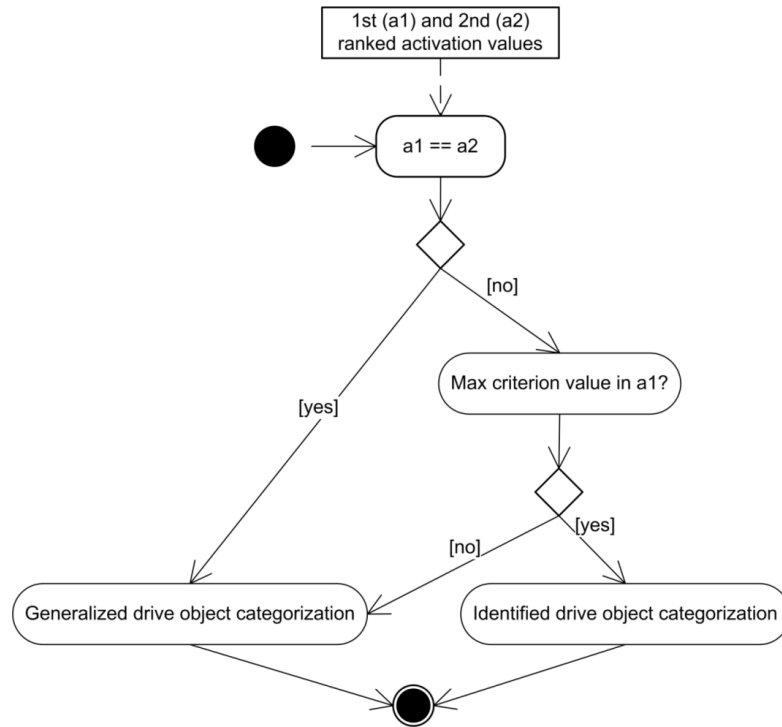 1st (a1) and 2nd (a2)
ranked activation values
a1 == a2
[no]
Max criterion value in a1?
[yes]
[no]
[yes]
Generalized drive object categorization
Identified drive object categorization